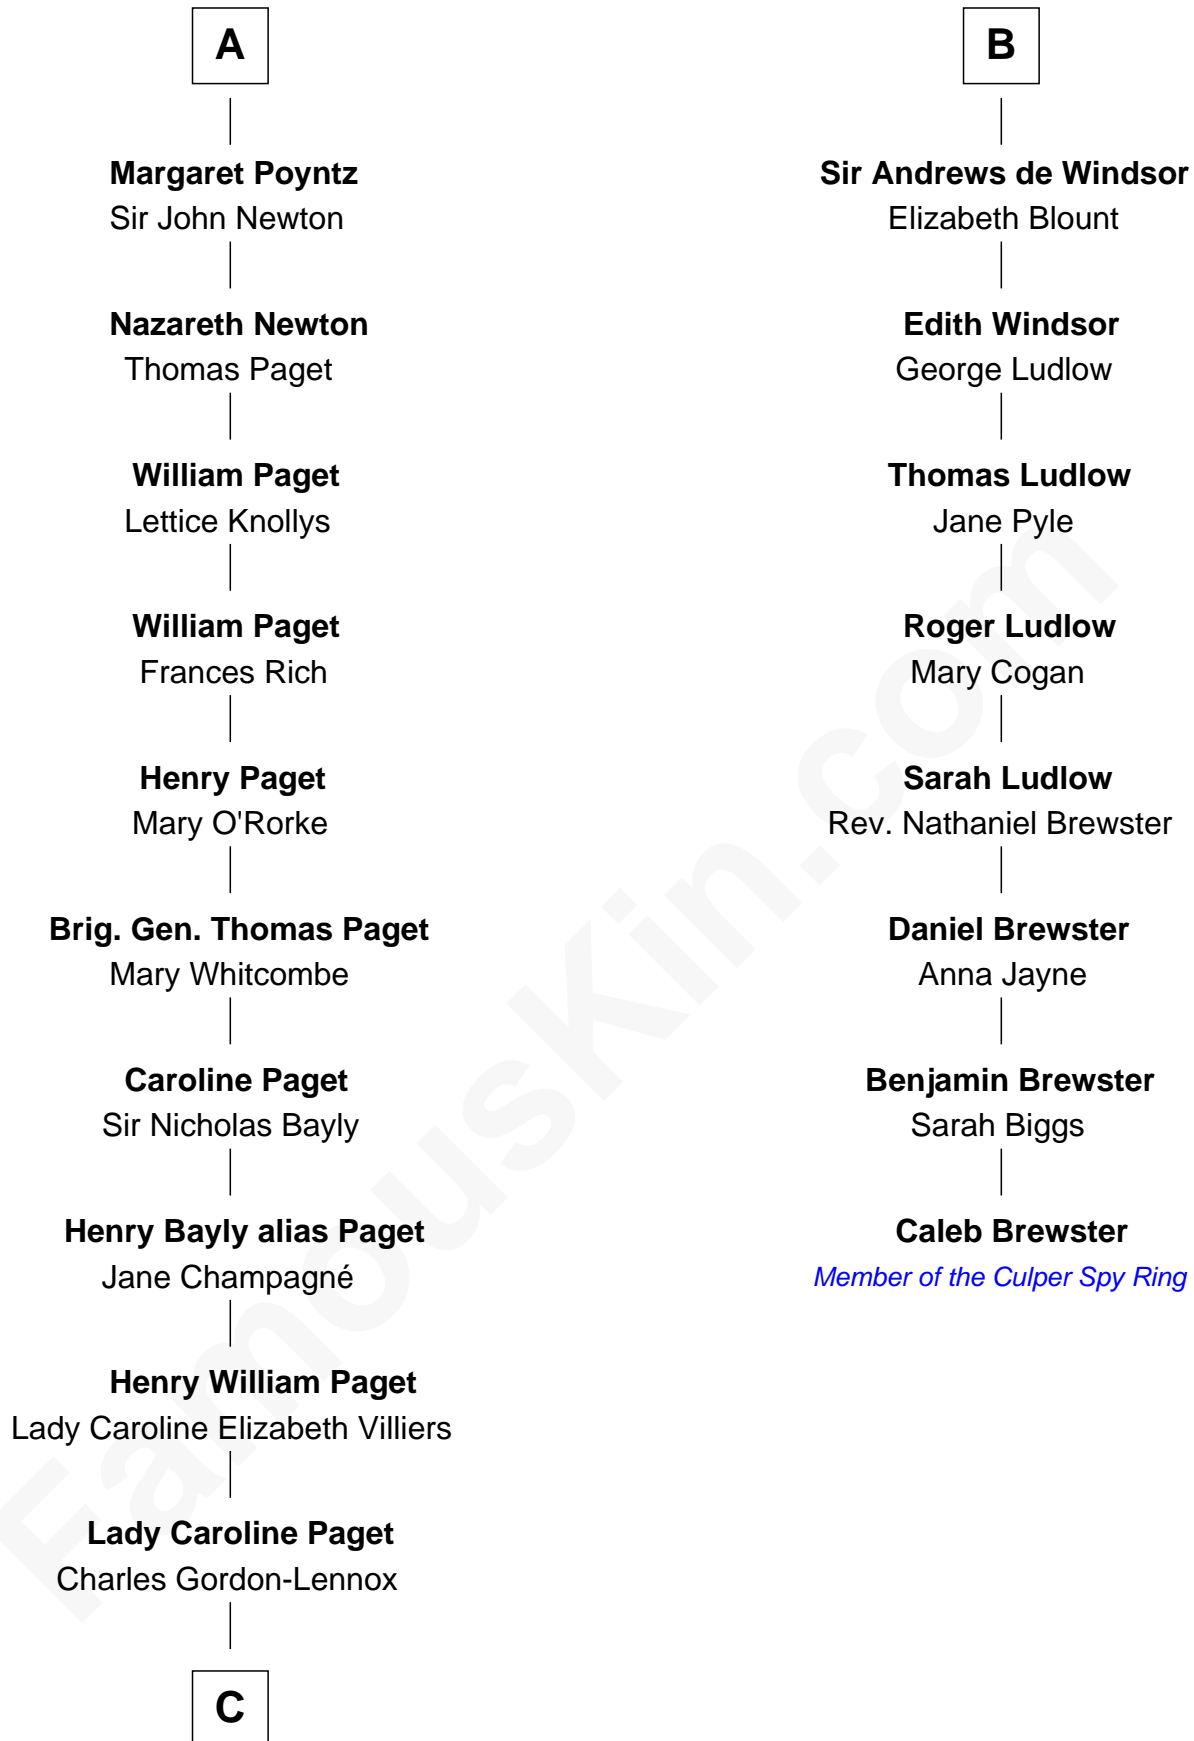 A
Margaret Poyntz
Sir John Newton
Nazareth Newton
Thomas Paget
William Paget
Lettice Knollys
William Paget
Frances Rich
Henry Paget
Mary O'Rorke
Brig. Gen. Thomas Paget
Mary Whitcombe
Caroline Paget
Sir Nicholas Bayly
Henry Bayly alias Paget
Jane Champagné
Henry William Paget
Lady Caroline Elizabeth Villiers
Lady Caroline Paget
Charles Gordon-Lennox
C
B
Sir Andrews de Windsor
Elizabeth Blount
Edith Windsor
George Ludlow
Thomas Ludlow
Jane Pyle
Roger Ludlow
Mary Cogan
Sarah Ludlow
Rev. Nathaniel Brewster
Daniel Brewster
Anna Jayne
Benjamin Brewster
Sarah Biggs
Caleb Brewster
Member of the Culper Spy Ring
FamousKin.com